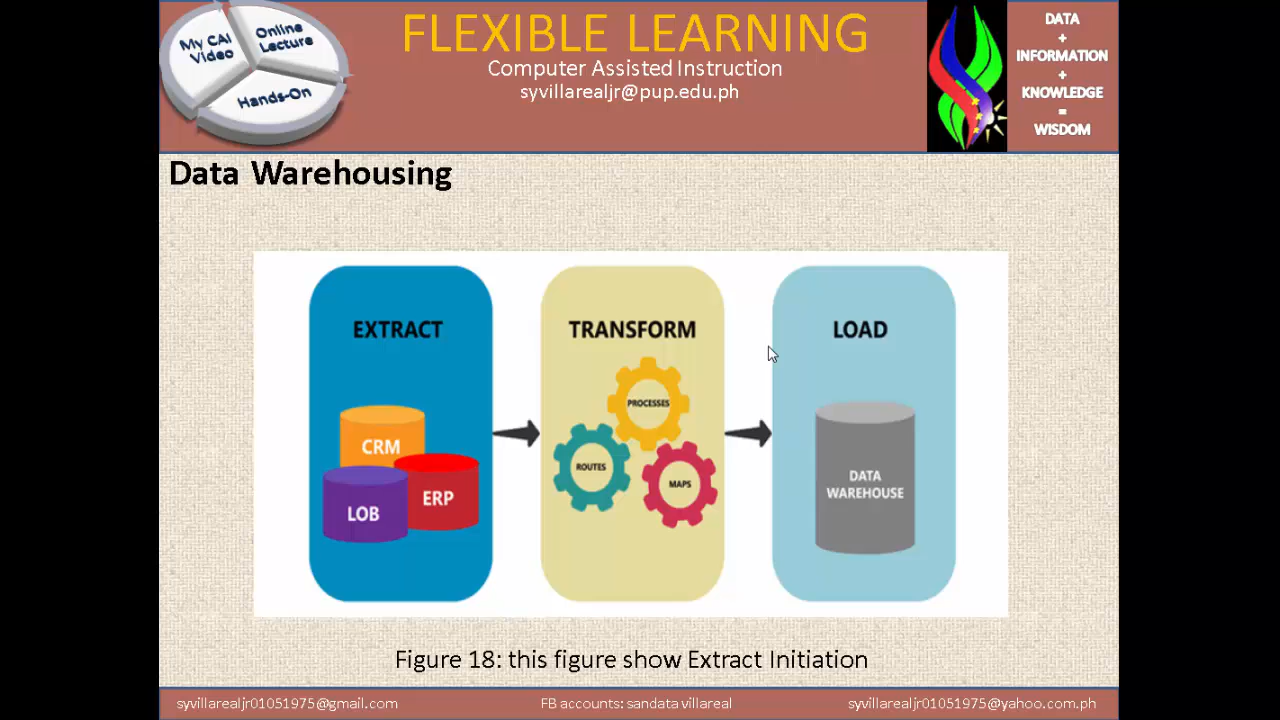 My CAI
Video
Online
Lecture
Hands-On
FLEXIBLE LEARNING
Computer Assisted Instruction
syvillarealjr@pup.edu.ph
DATA
+
INFORMATION
+
KNOWLEDGE
=
WISDOM
Data Warehousing
EXTRACT
CRM
ERP
LOB
TRANSFORM
PROCESSES
ROUTES
MAPS
LOAD
DATA
WAREHOUSE
Figure 18: this figure show Extract Initiation
syvillarealjr01051975@gmail.com
FB accounts: sandata villareal
syvillarealjr01051975@yahoo.com.ph